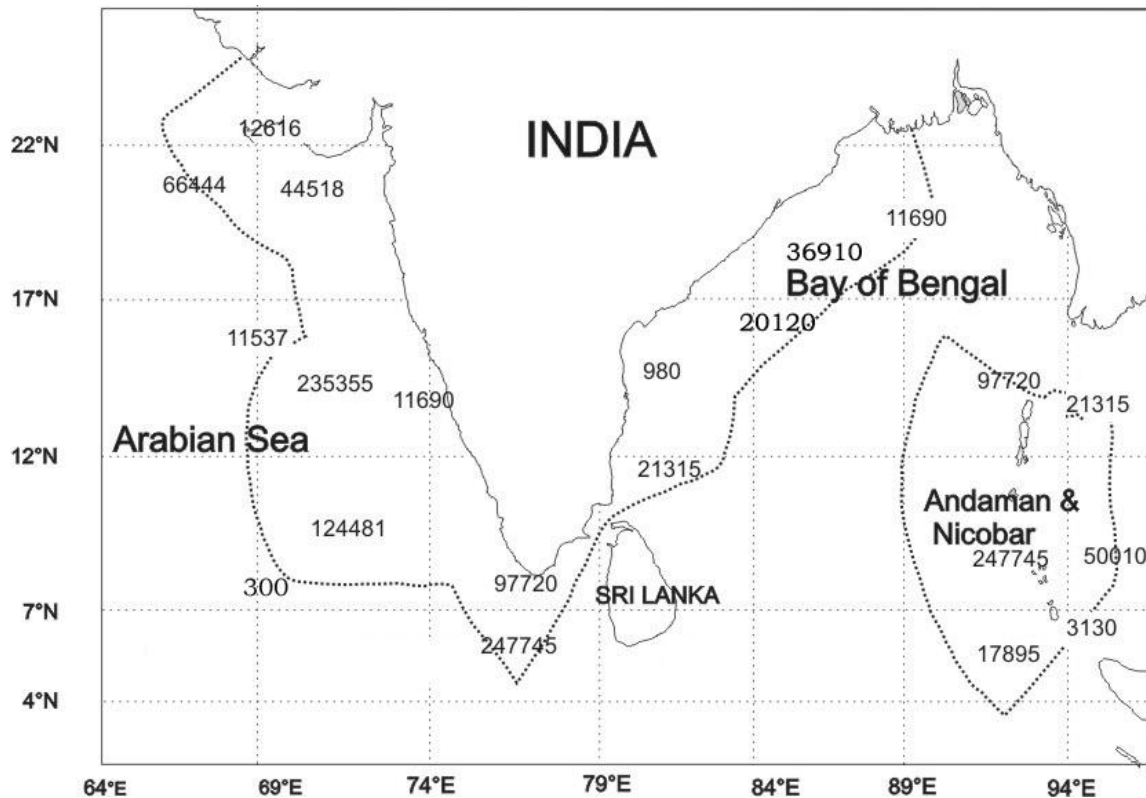 12616
INDIA
22°N
66444
44518
11690
36910
Bay of Bengal
17°N
20120
11537
980
235355
97720
11690
21315
Arabian Sea
12°N
21315
Andaman &
Nicobar
124481
247745
50010
300
97720
SRI LANKA
7°N
3130
247745
17895
4°N
64°E
69°E
74°E
79°E
84°E
89°E
94°E